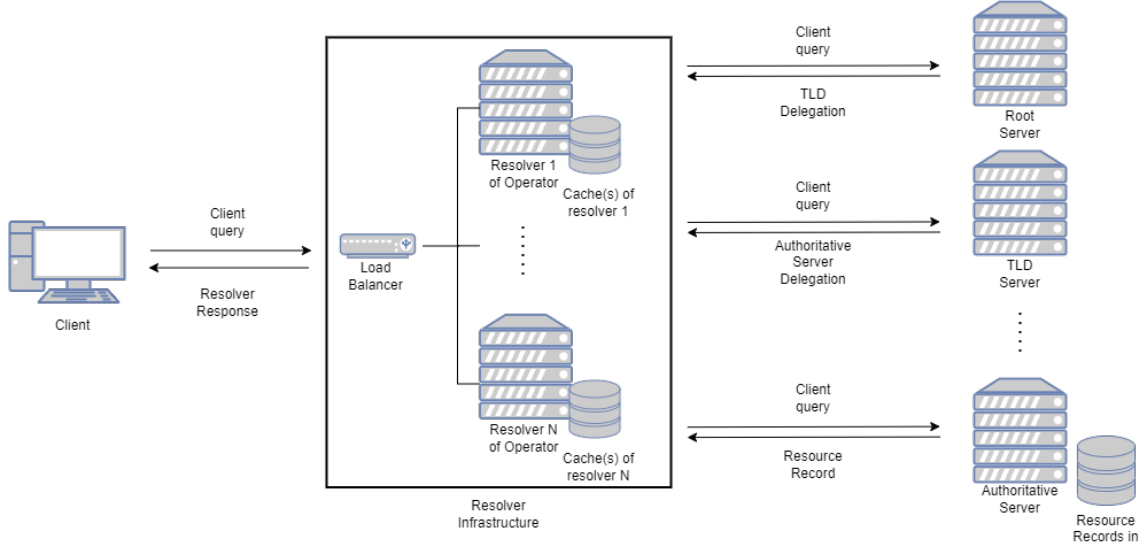 Client
query
Resolver
Response
Client
Load
Balancer
Resolver 1
of Operator
Cache(s) of
resolver 1
Resolver N
of Operator
Cache(s) of
resolver N
Resolver
Infrastructure
Client
query
TLD
Delegation
Root
Server
Client
query
Authoritative
Server
Delegation
TLD
Server
Client
query
Resource
Record
Authoritative
Server
Resource
Records in